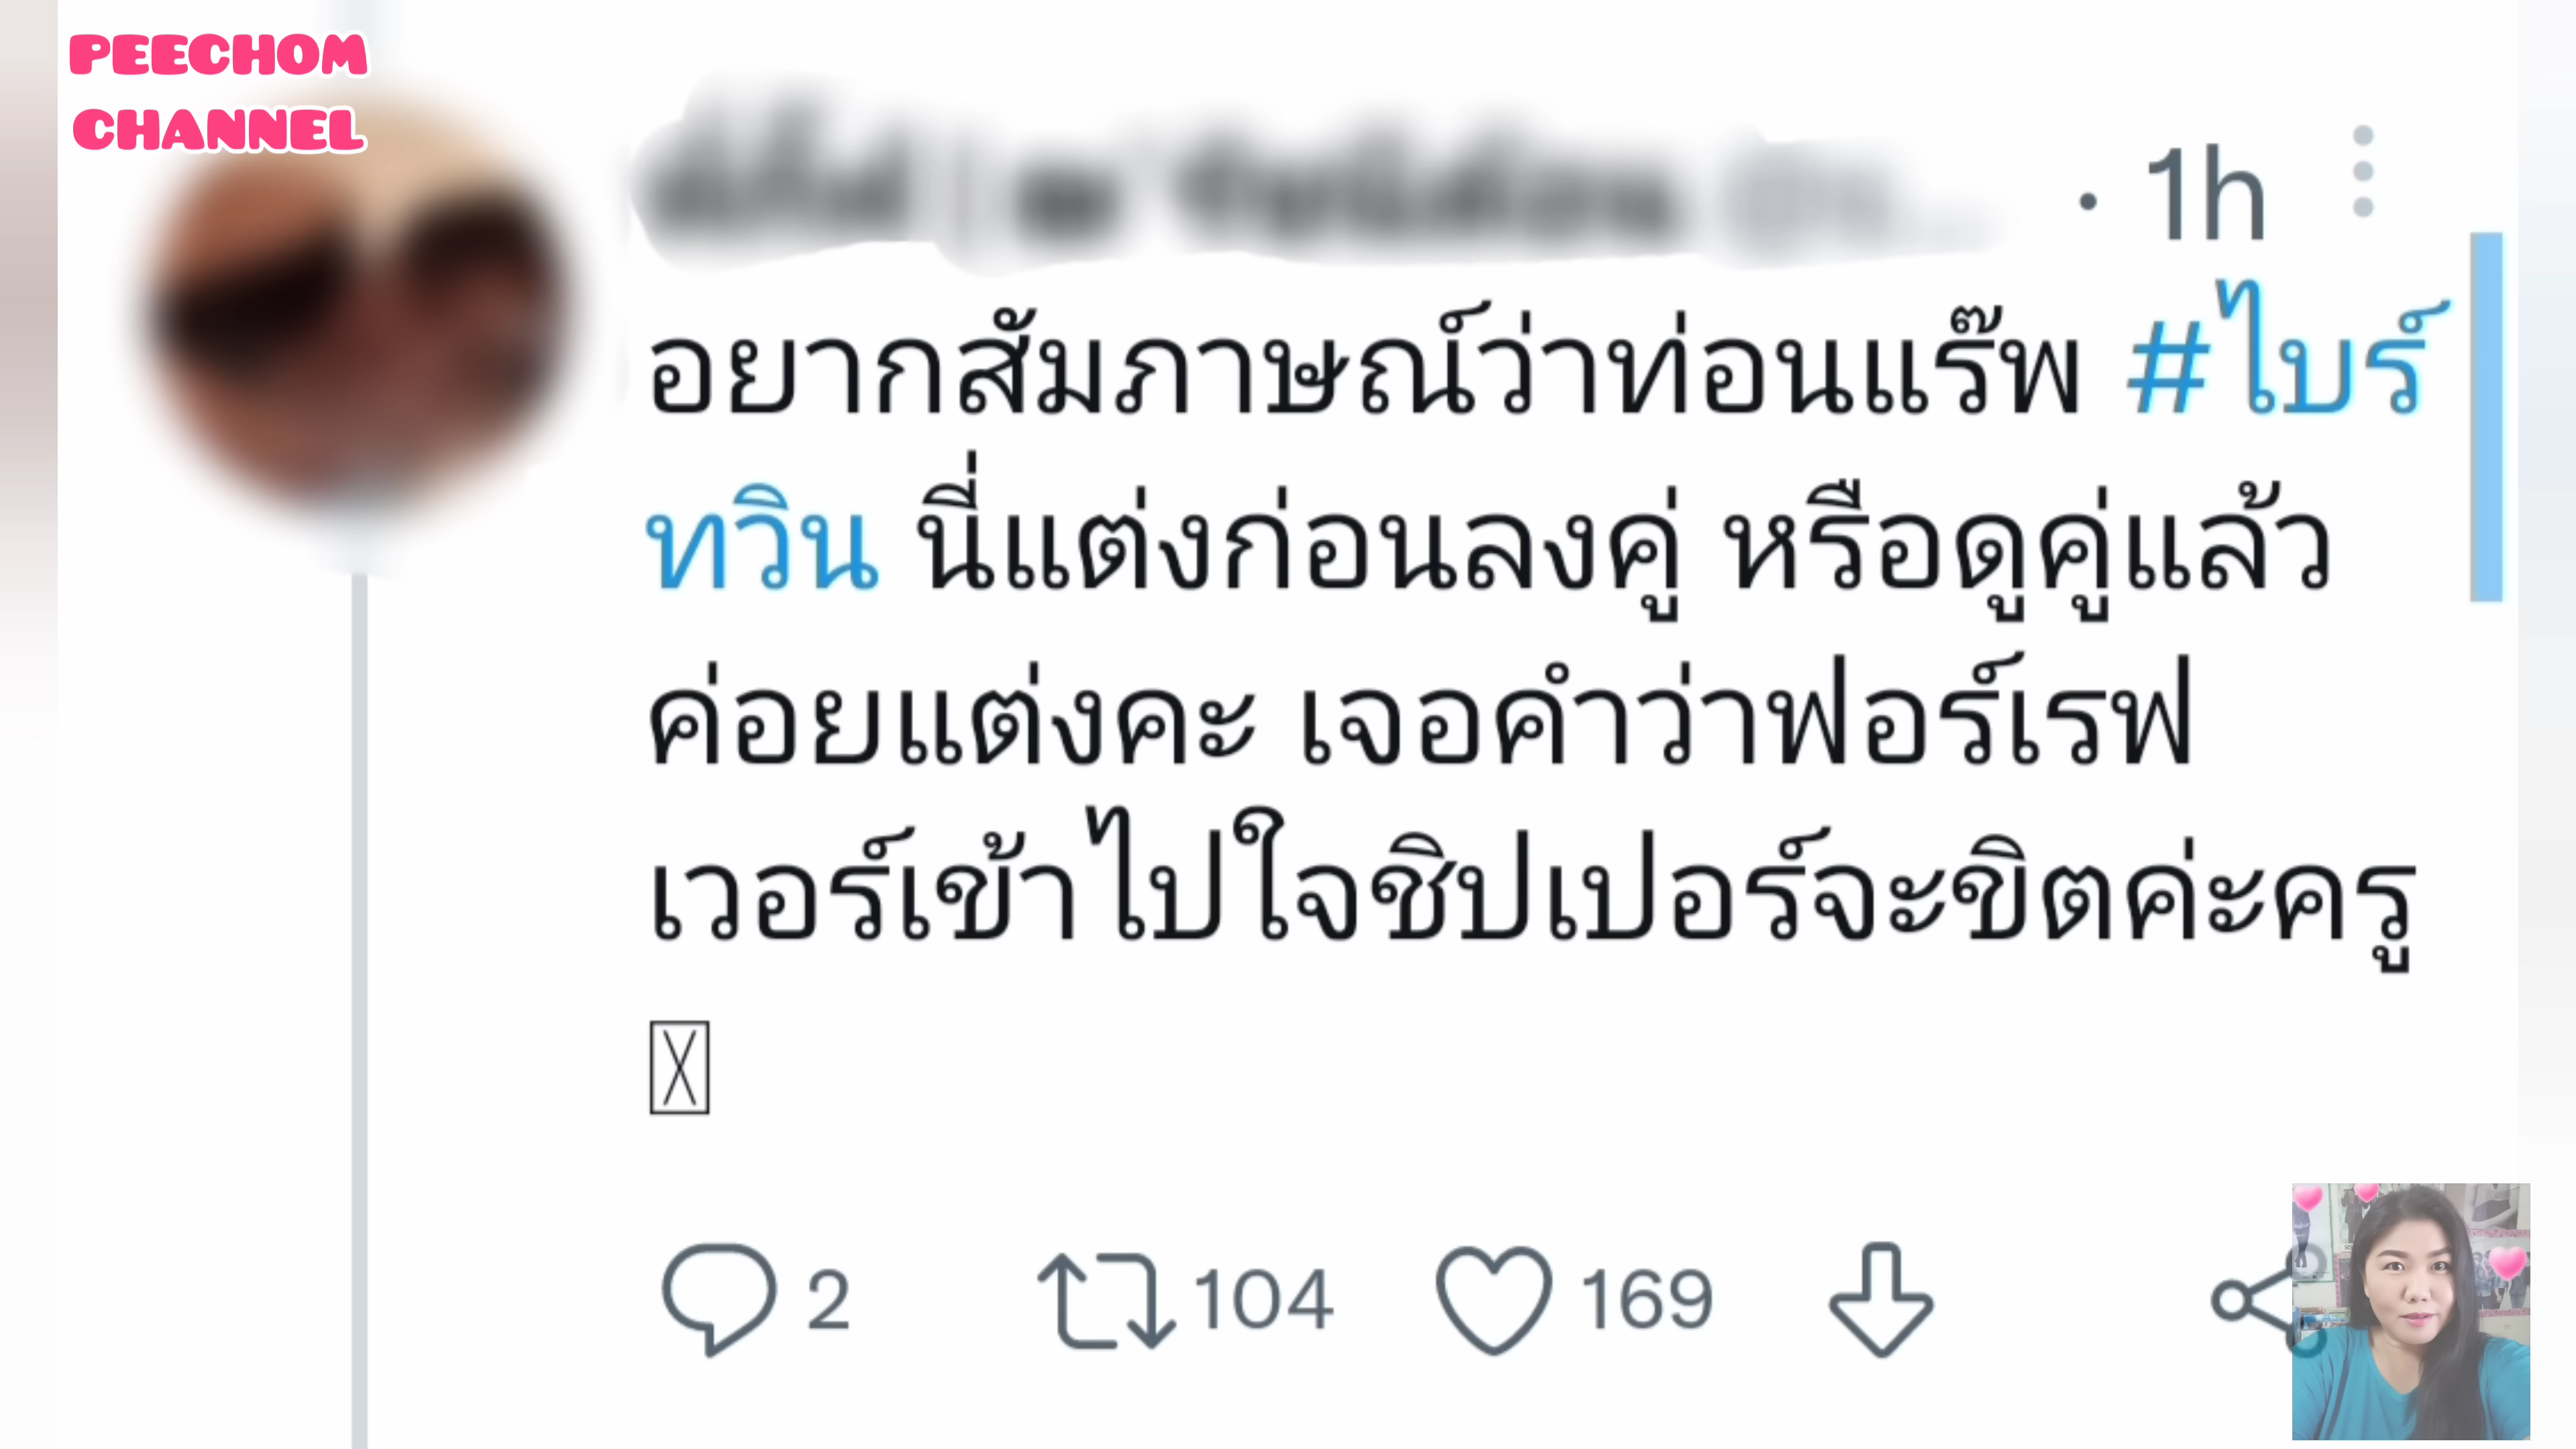 PEECHOM
CHANNEL
· 1h
อยากสัมภาษณ์ว่าท่อนแร๊พ #ไบร์
ทวิน นี่แต่งก่อนลงคู่ หรือดูคู่แล้ว
ค่อยแต่งคะ เจอคำว่าฟอร์เรฟ
เวอร์เข้าไปใจชิปเปอร์จะขิตค่ะครู
2 104 169